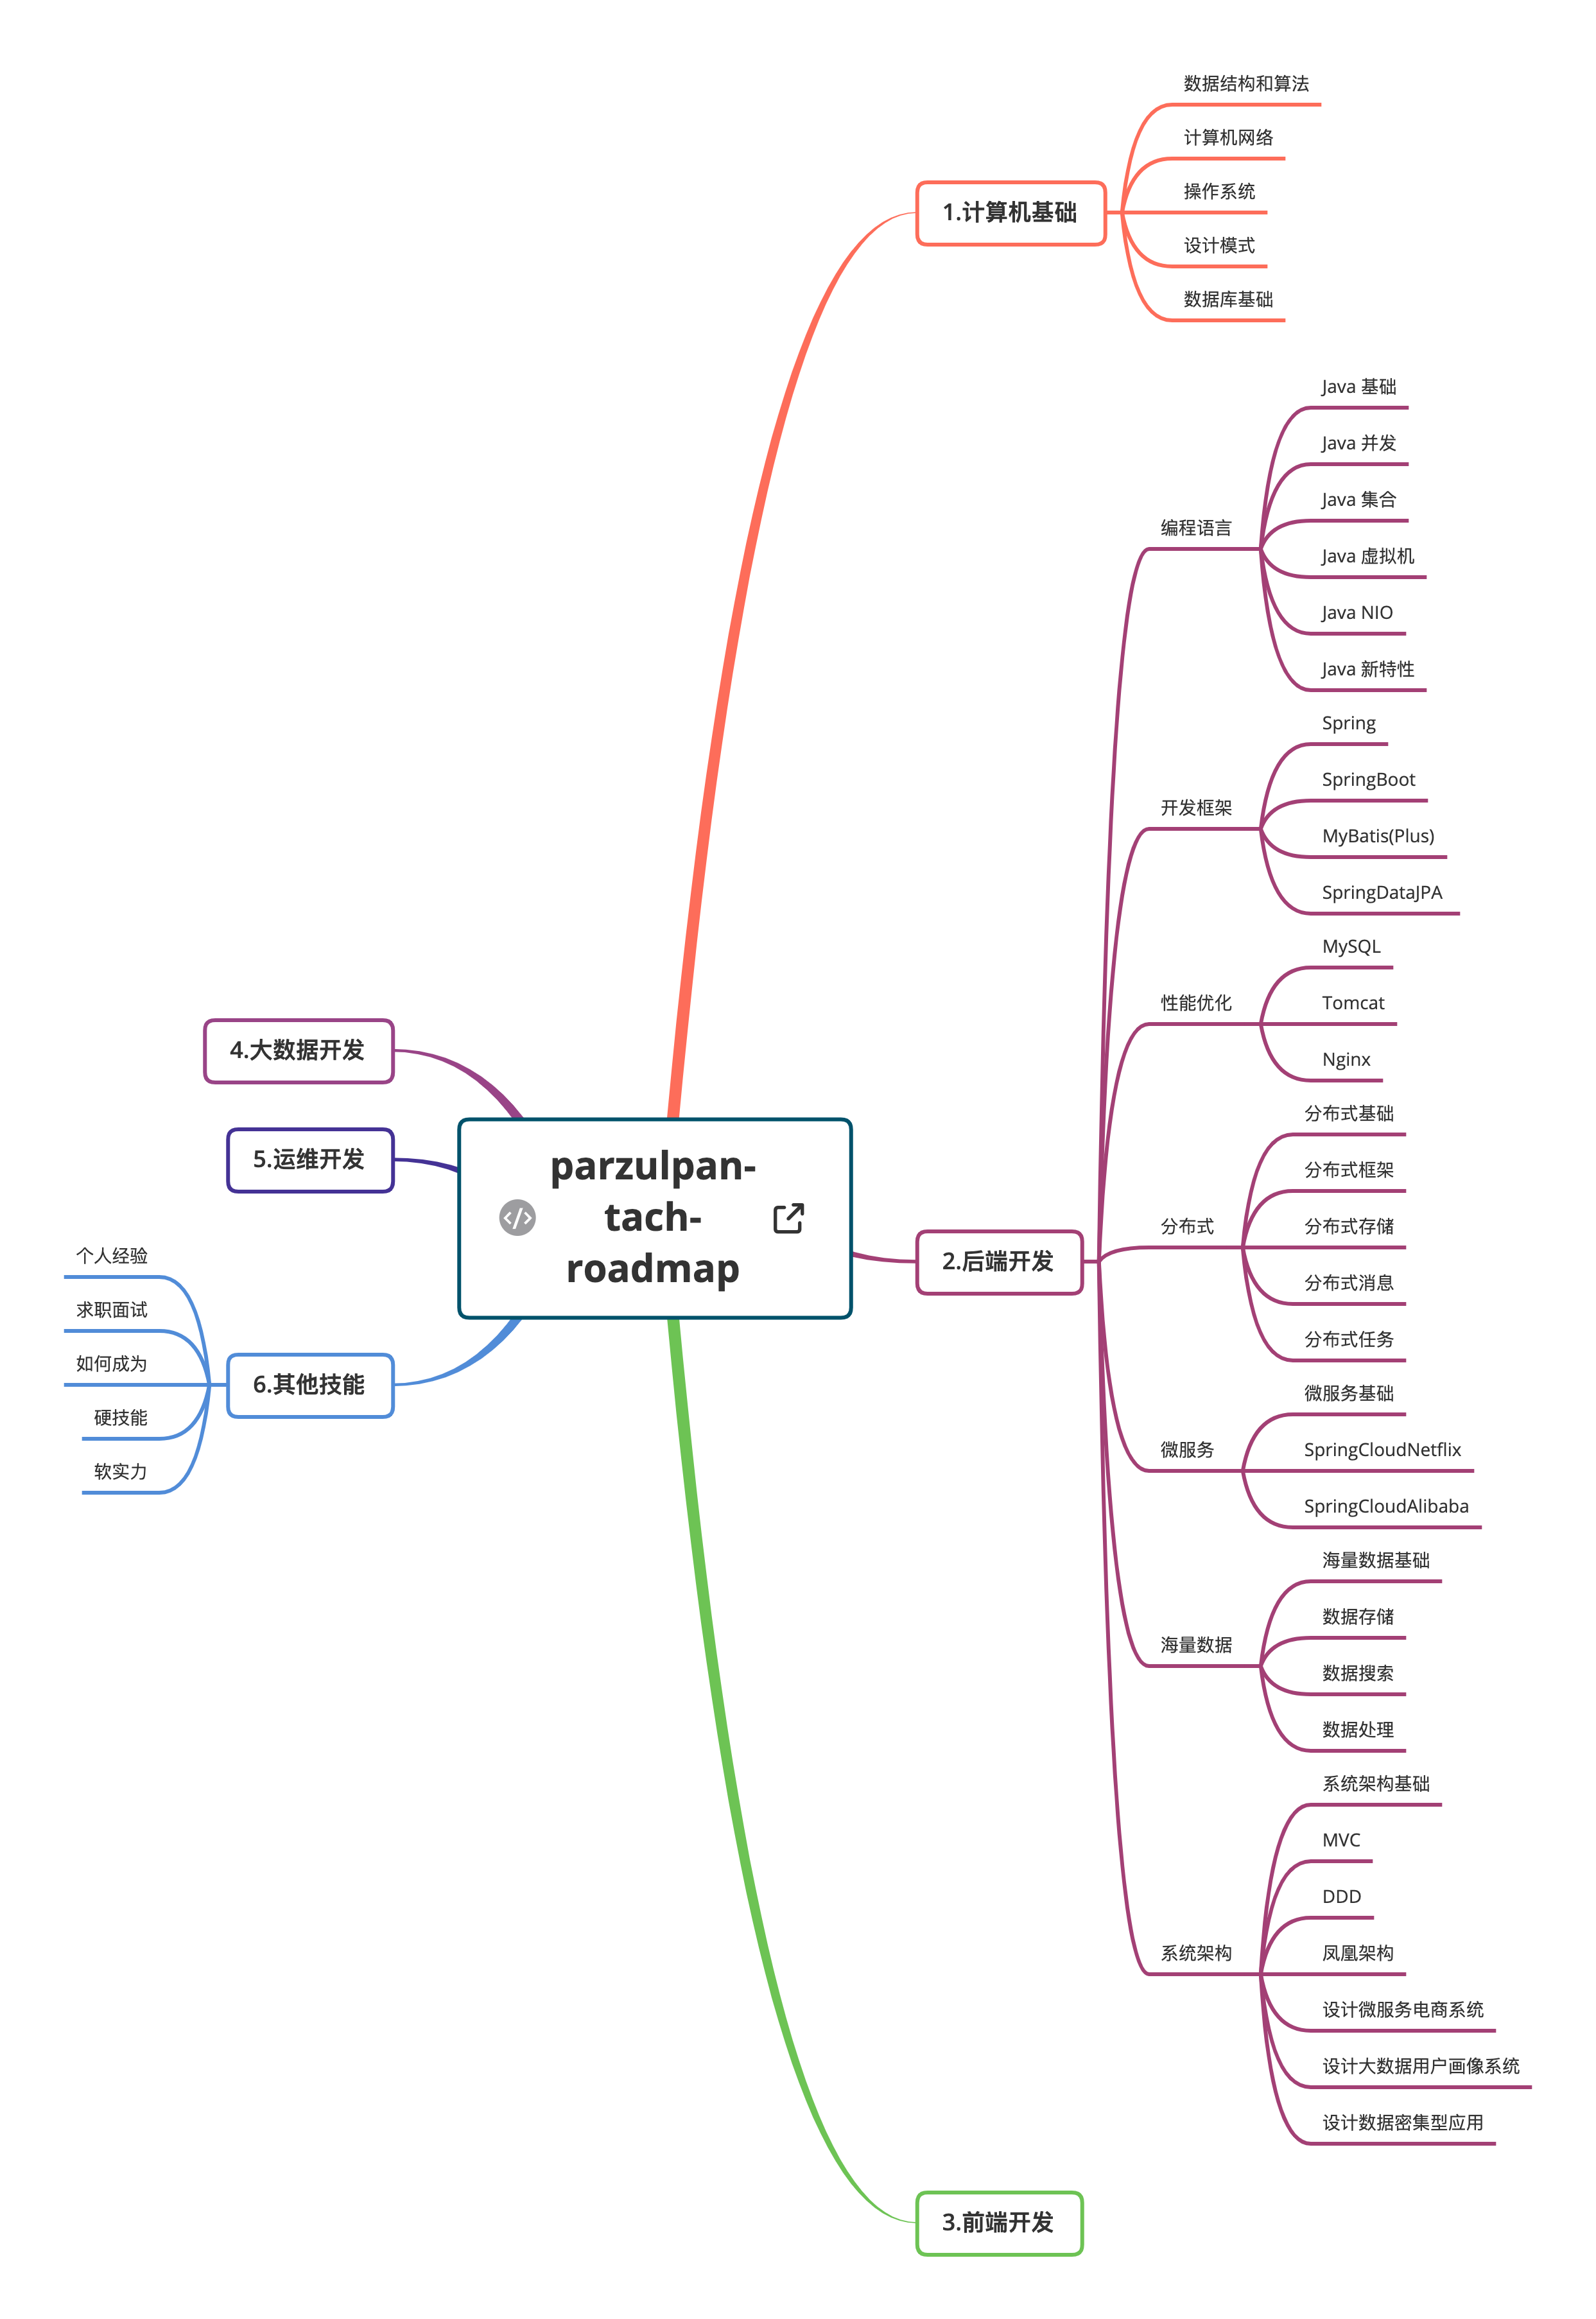 parzulpan-
tach-
roadmap
1.计算机基础
数据结构和算法
计算机网络
操作系统
设计模式
数据库基础
2.后端开发
编程语言
Java 基础
Java 并发
Java 集合
Java 虚拟机
Java NIO
Java 新特性
开发框架
Spring
SpringBoot
MyBatis(Plus)
SpringDataJPA
性能优化
MySQL
Tomcat
Nginx
分布式
分布式基础
分布式框架
分布式存储
分布式消息
分布式任务
微服务
微服务基础
SpringCloudNetflix
SpringCloudAlibaba
海量数据
海量数据基础
数据存储
数据搜索
数据处理
系统架构
系统架构基础
MVC
DDD
凤凰架构
设计微服务电商系统
设计大数据用户画像系统
设计数据密集型应用
3.前端开发
4.大数据开发
5.运维开发
6.其他技能
个人经验
求职面试
如何成为
硬技能
软实力